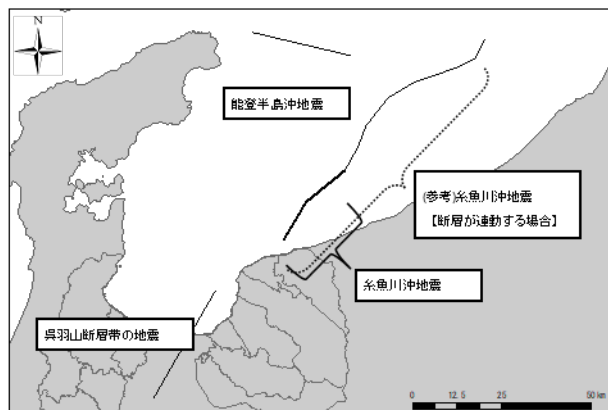 N
能登半島沖地震
(参考)糸魚川沖地震
【断層が連動する場合】
糸魚川沖地震
呉羽山断層帯の地震
0 12.5 25 50 km